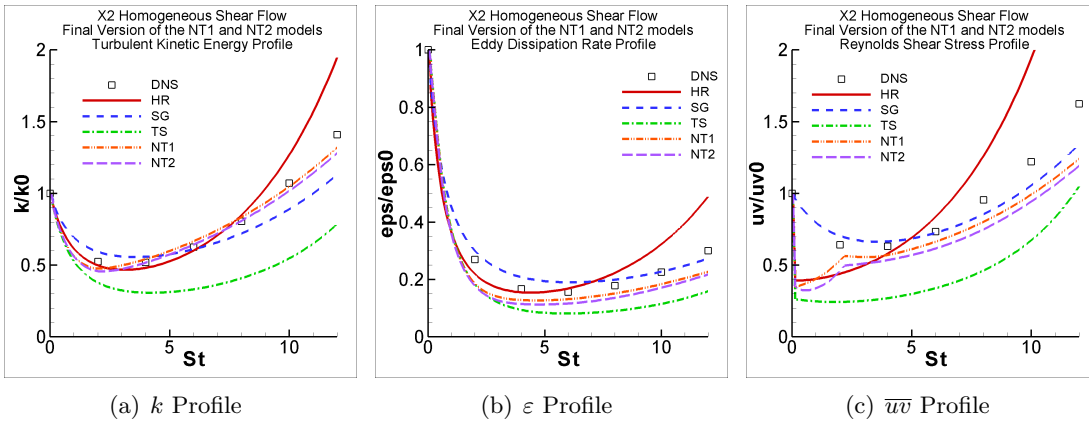 X2 Homogeneous Shear Flow
Final Version of the NT1 and NT2 models
Turbulent Kinetic Energy Profile
2
1.5
1
0.5
0
k/k0
DNS
HR
SG
TS
NT1
NT2
0
5
10
St
(a) k Profile
X2 Homogeneous Shear Flow
Final Version of the NT1 and NT2 models
Eddy Dissipation Rate Profile
1
0.8
0.6
0.4
0.2
0
eps/eps0
DNS
HR
SG
TS
NT1
NT2
0
5
10
St
(b) ε Profile
X2 Homogeneous Shear Flow
Final Version of the NT1 and NT2 models
Reynolds Shear Stress Profile
2
1.5
1
0.5
0
uv/uv0
DNS
HR
SG
TS
NT1
NT2
0
5
10
St
(c) u̅v̅ Profile